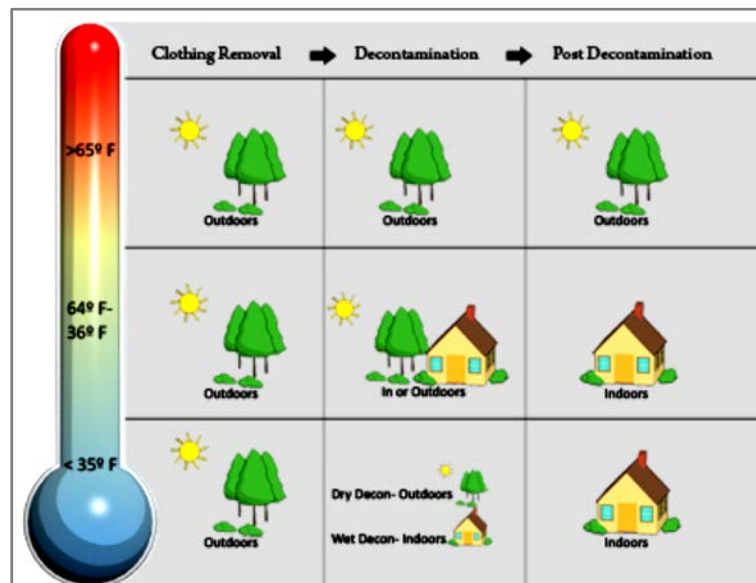 Clothing Removal
Decontamination
Post Decontamination
>65º F
Outdoors
Outdoors
Outdoors
64º F-
36º F
Outdoors
In or Outdoors
Indoors
< 35º F
Outdoors
Dry Decon- Outdoors
Wet Decon- Indoors
Indoors